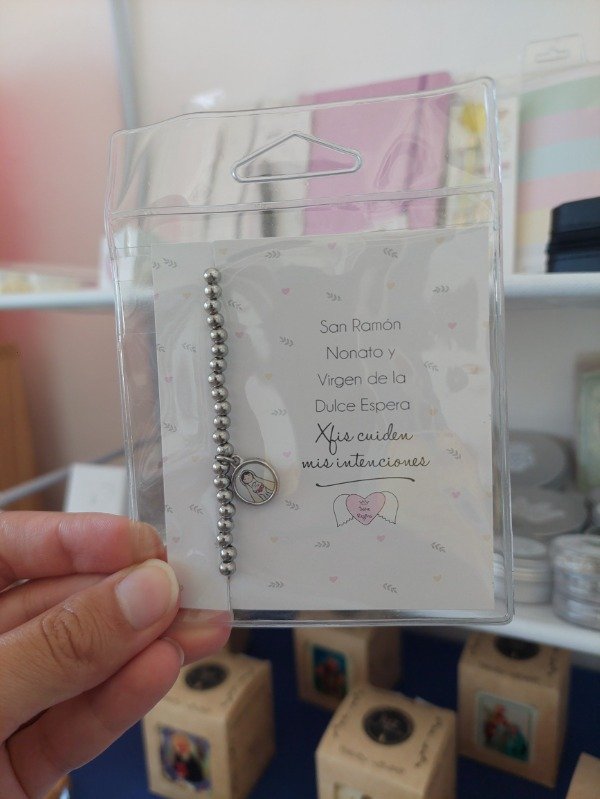 San Ramón
Nonato y
Virgen de la
Dulce Espera
Xfis cuiden
mis intenciones